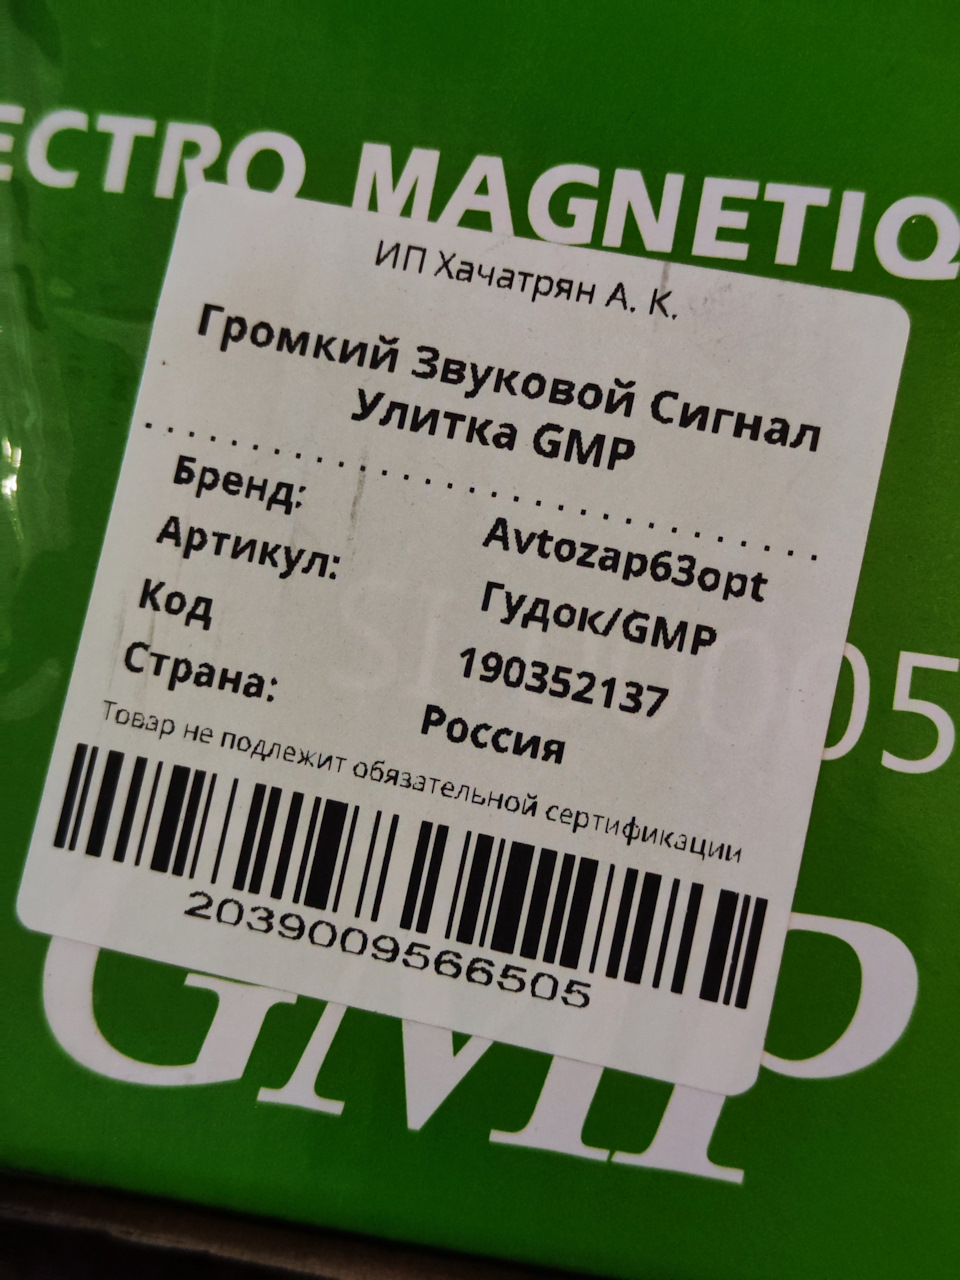 ECTRO MAGNETIQ
ИП Хачатрян А. К.
Громкий Звуковой Сигнал
Улитка GMP
Бренд: Avtozap63opt
Артикул: Гудок/GMP
Код 190352137
Страна: Россия
Товар не подлежит обязательной сертификации
2039009566505
005
GMP